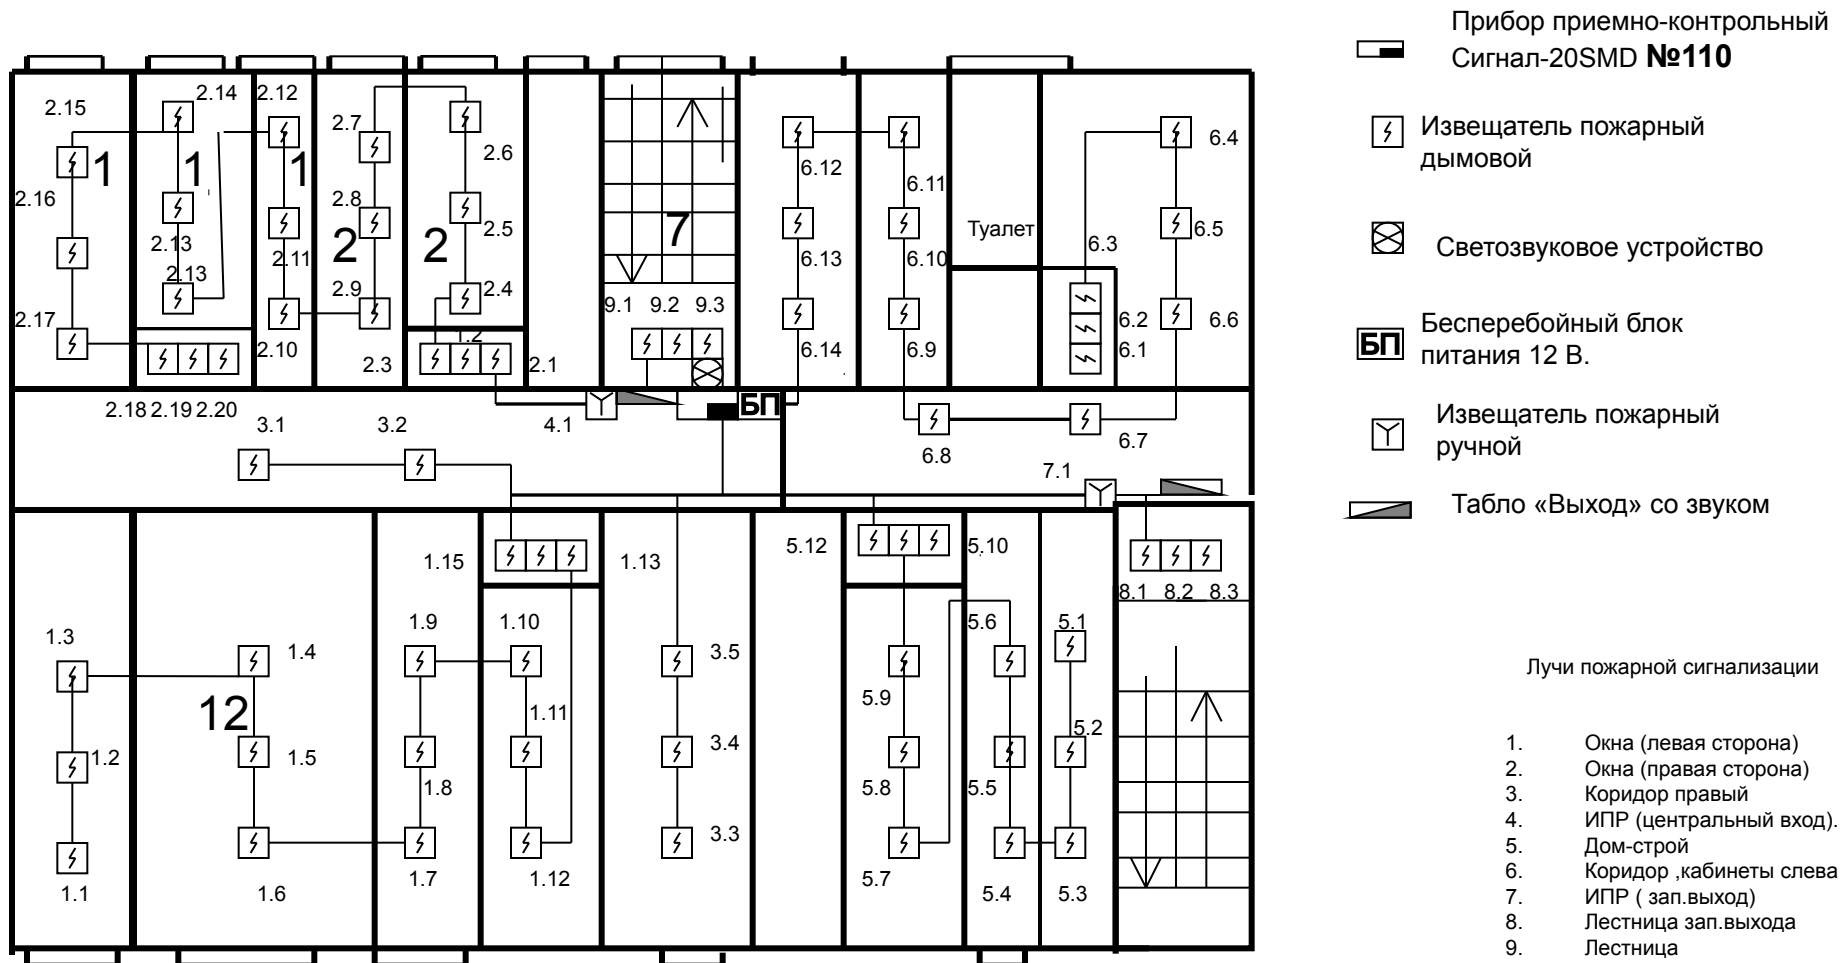 Прибор приемно-контрольный
Сигнал-20SMD №110
Извещатель пожарный
дымовой
Светозвуковое устройство
БП
Бесперебойный блок
питания 12 В.
Извещатель пожарный
ручной
Табло «Выход» со звуком
Лучи пожарной сигнализации
1. Окна (левая сторона)
2. Окна (правая сторона)
3. Коридор правый
4. ИПР (центральный вход).
5. Дом-строй
6. Коридор ,кабинеты слева
7. ИПР ( зап.выход)
8. Лестница зап.выхода
9. Лестница
2.15
2.14
2.12
2.7
2.6
6.12
6.11
6.4
1
1
1
2.16
2.8
2.5
2
2
7
Туалет
6.5
2.13
2.13
2.11
2.9
2.4
6.13
6.10
6.3
2.17
2.10
2.3
1.2
2.1
9.1 9.2 9.3
6.14
6.9
6.2
6.1
6.6
БП
2.18 2.19 2.20
3.1
3.2
4.1
6.8
6.7
7.1
1.15
1.13
5.12
5.10
8.1 8.2 8.3
1.3
1.4
1.9
1.10
3.5
5.6
5.1
12
1.11
5.9
5.2
1.2
1.5
1.8
3.4
5.8
5.5
3.3
1.1
1.6
1.7
1.12
5.7
5.4
5.3